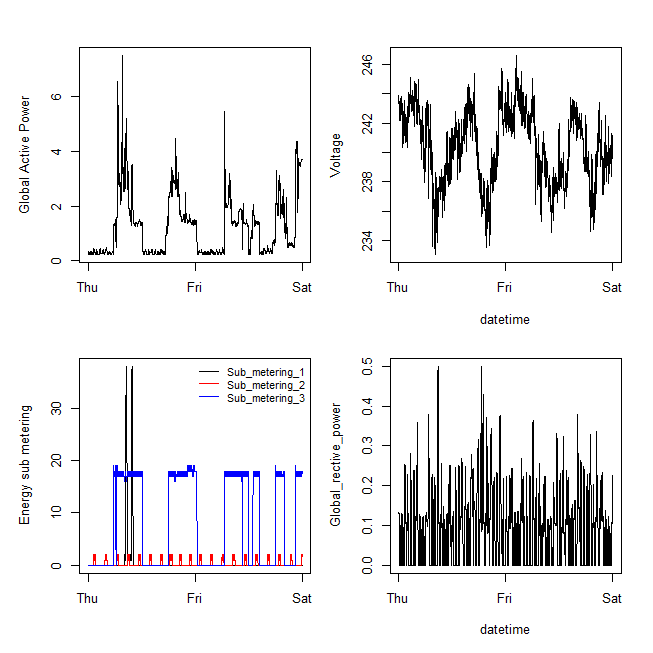 Global Active Power
0
2
4
6
Thu
Fri
Sat
Voltage
234
238
242
246
Thu
Fri
Sat
datetime
Energy sub metering
0
10
20
30
Thu
Fri
Sat
Sub_metering_1
Sub_metering_2
Sub_metering_3
Global_rective_power
0.0
0.1
0.2
0.3
0.4
0.5
Thu
Fri
Sat
datetime